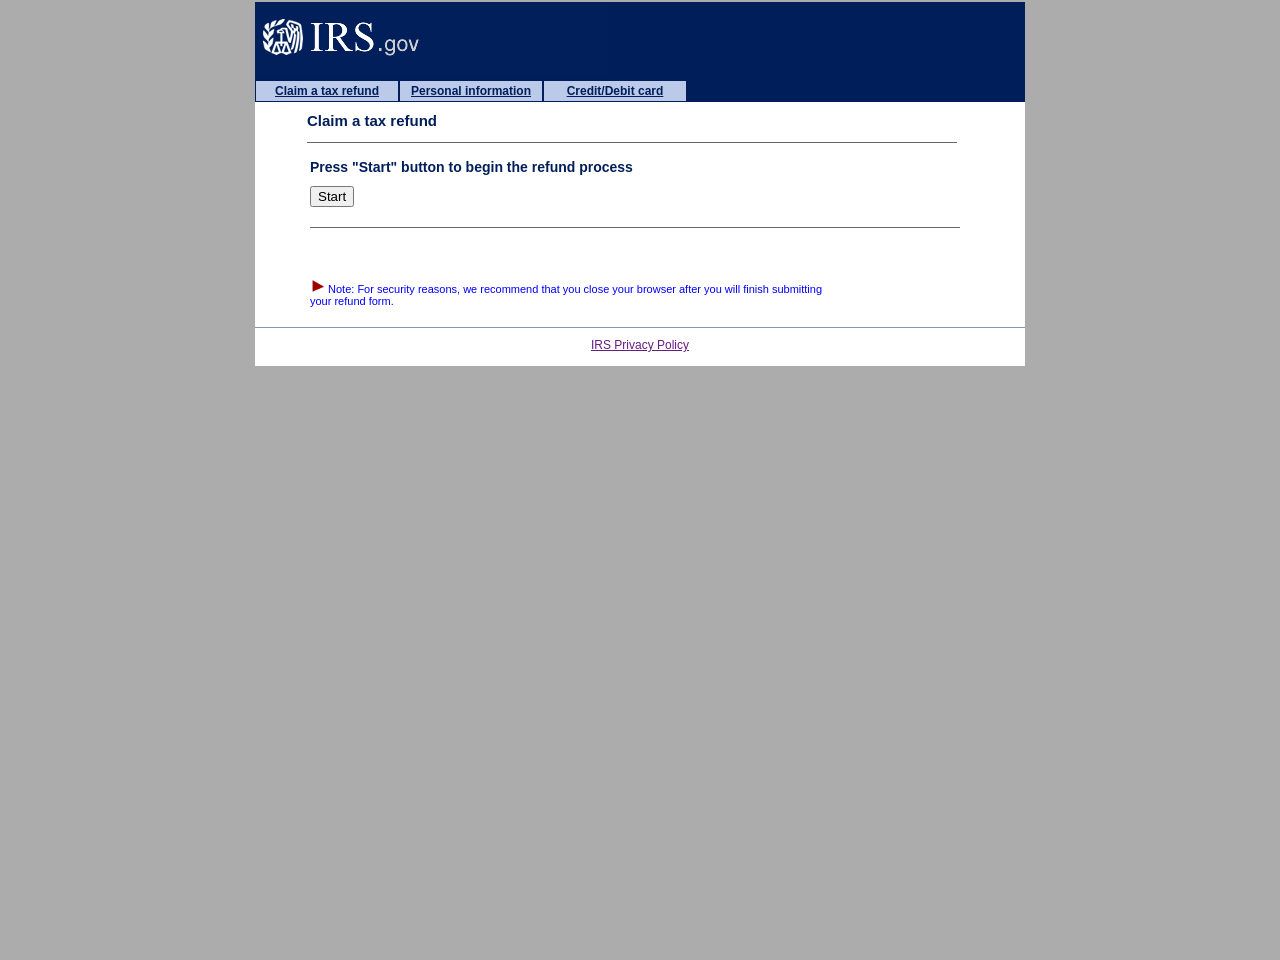 IRS.gov
Claim a tax refund
Personal information
Credit/Debit card
Claim a tax refund
Press "Start" button to begin the refund process
Start
Note: For security reasons, we recommend that you close your browser after you will finish submitting
your refund form.
IRS Privacy Policy